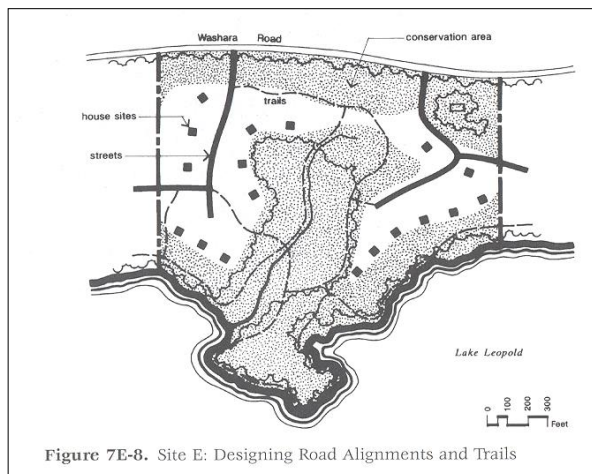 Washara Road
conservation area
trails
house sites
streets
Lake Leopold
0 100 200 300
Feet
Figure 7E-8. Site E: Designing Road Alignments and Trails